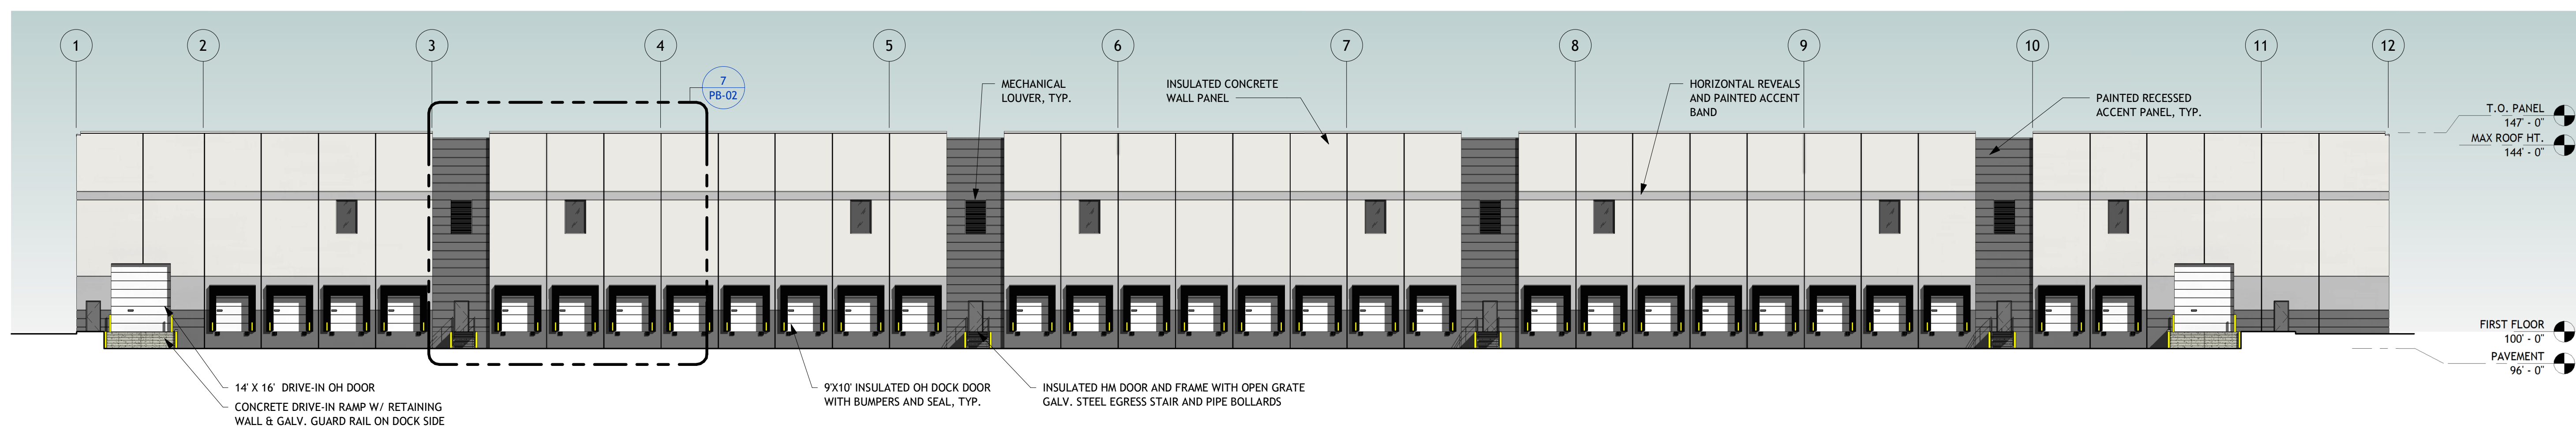 1 2 3 4 5 6 7 8 9 10 11 12
7
PB-02
MECHANICAL
LOUVER, TYP.
INSULATED CONCRETE
WALL PANEL
HORIZONTAL REVEALS
AND PAINTED ACCENT
BAND
PAINTED RECESSED
ACCENT PANEL, TYP.
T.O. PANEL
147' - 0"
MAX ROOF HT.
144' - 0"
FIRST FLOOR
100' - 0"
PAVEMENT
96' - 0"
14' X 16' DRIVE-IN OH DOOR
CONCRETE DRIVE-IN RAMP W/ RETAINING
WALL & GALV. GUARD RAIL ON DOCK SIDE
9'X10' INSULATED OH DOCK DOOR
WITH BUMPERS AND SEAL, TYP.
INSULATED HM DOOR AND FRAME WITH OPEN GRATE
GALV. STEEL EGRESS STAIR AND PIPE BOLLARDS